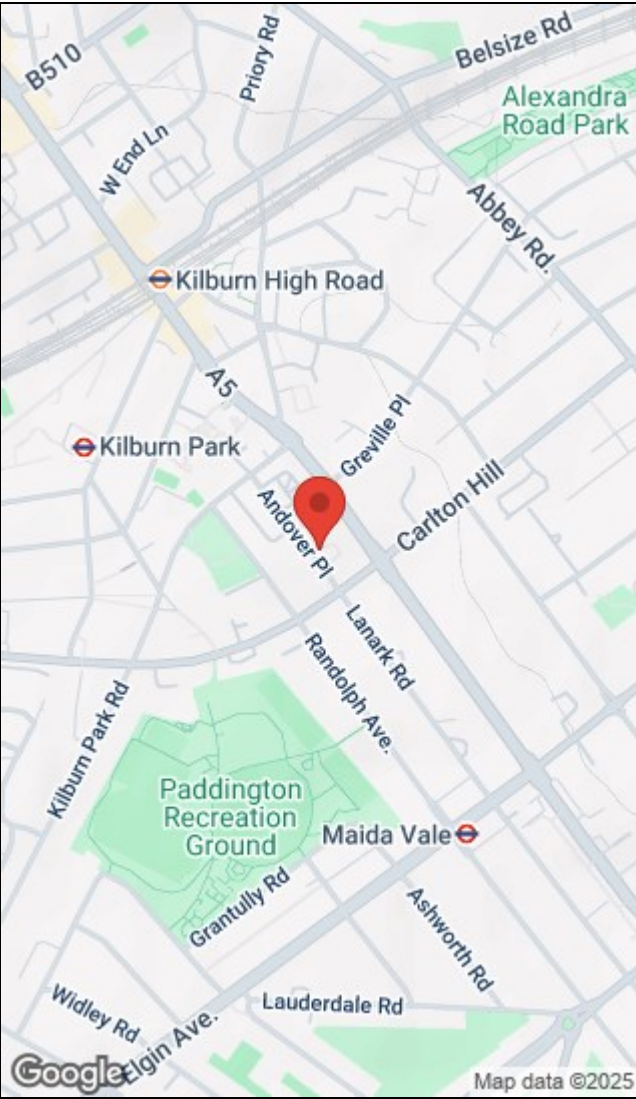 Priory Rd
Belsize Rd
B510
Alexandra
Road Park
W End Ln
Abbey Rd.
Kilburn High Road
A5
Greville Pl
Kilburn Park
Carlton Hill
Andover Pl
Lanark Rd
Randolph Ave.
Kilburn Park Rd
Paddington
Recreation
Ground
Maida Vale
Grantully Rd
Ashworth Rd
Widley Rd
Lauderdale Rd
Elgin Ave.
Google
Map data ©2025